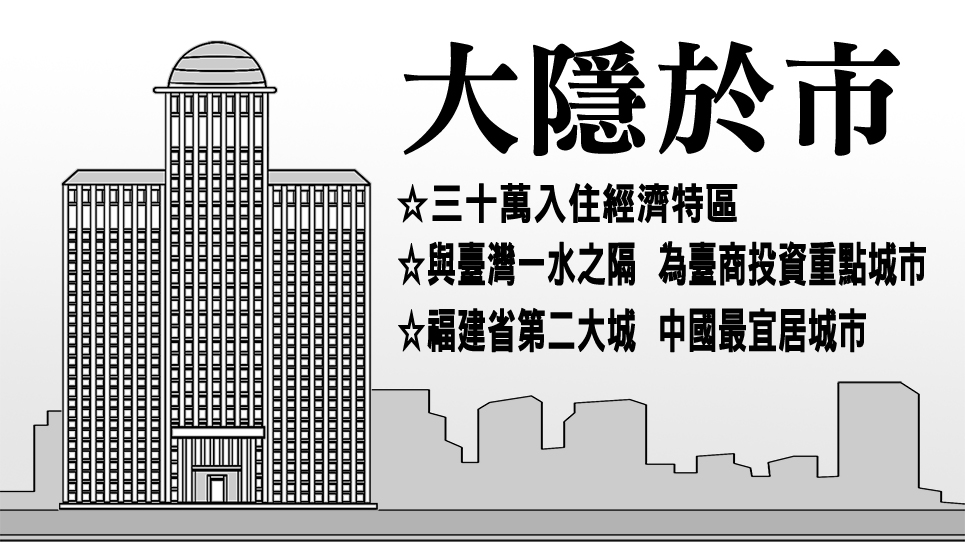 大隱於市
☆三十萬入住經濟特區
☆與臺灣一水之隔 為臺商投資重點城市
☆福建省第二大城 中國最宜居城市